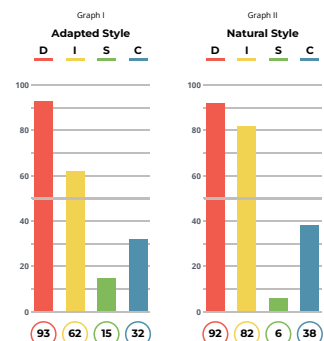 Graph I
Adapted Style
D I S C
100
80
60
40
20
0
93 62 15 32
Graph II
Natural Style
D I S C
100
80
60
40
20
0
92 82 6 38